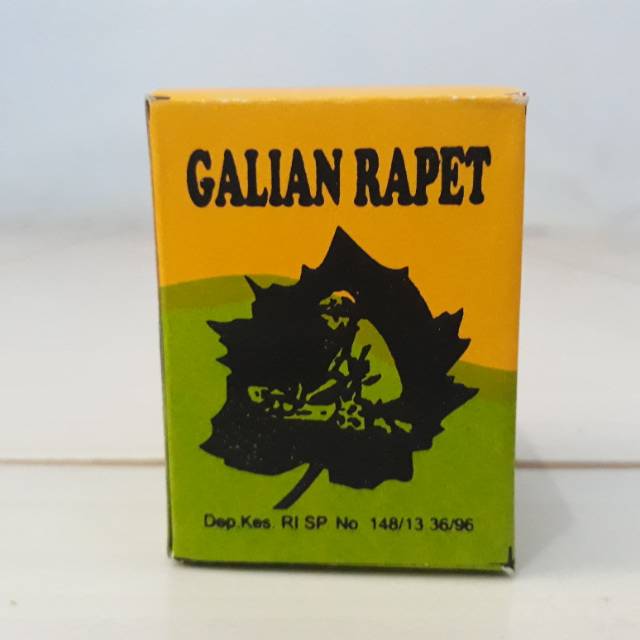 GALIAN RAPET
Dep.Kes. RI SP No 148/13 36/96